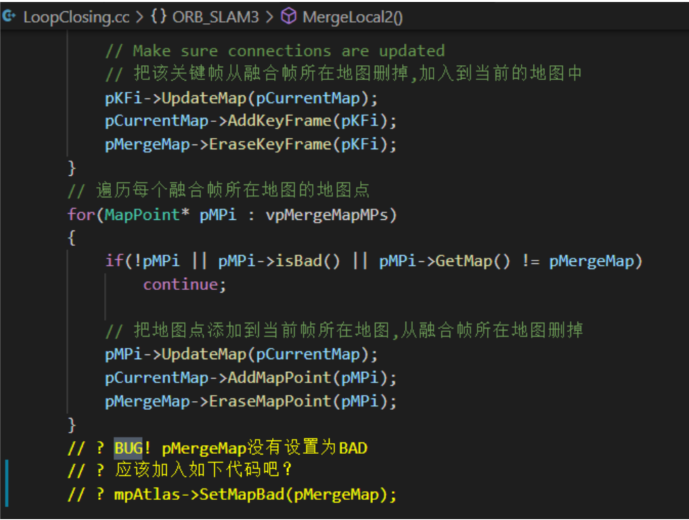 LoopClosing.cc > {} ORB_SLAM3 > MergeLocal2()
// Make sure connections are updated
// 把该关键帧从融合帧所在地图删掉,加入到当前的地图中
pKFi->UpdateMap(pCurrentMap);
pCurrentMap->AddKeyFrame(pKFi);
pMergeMap->EraseKeyFrame(pKFi);
}
// 遍历每个融合帧所在地图的地图点
for(MapPoint* pMPi : vpMergeMapMPs)
{
if(!pMPi || pMPi->isBad() || pMPi->GetMap() != pMergeMap)
continue;
// 把地图点添加到当前帧所在地图,从融合帧所在地图删掉
pMPi->UpdateMap(pCurrentMap);
pCurrentMap->AddMapPoint(pMPi);
pMergeMap->EraseMapPoint(pMPi);
}
// ? BUG! pMergeMap没有设置为BAD
// ? 应该加入如下代码吧?
// ? mpAtlas->SetMapBad(pMergeMap);